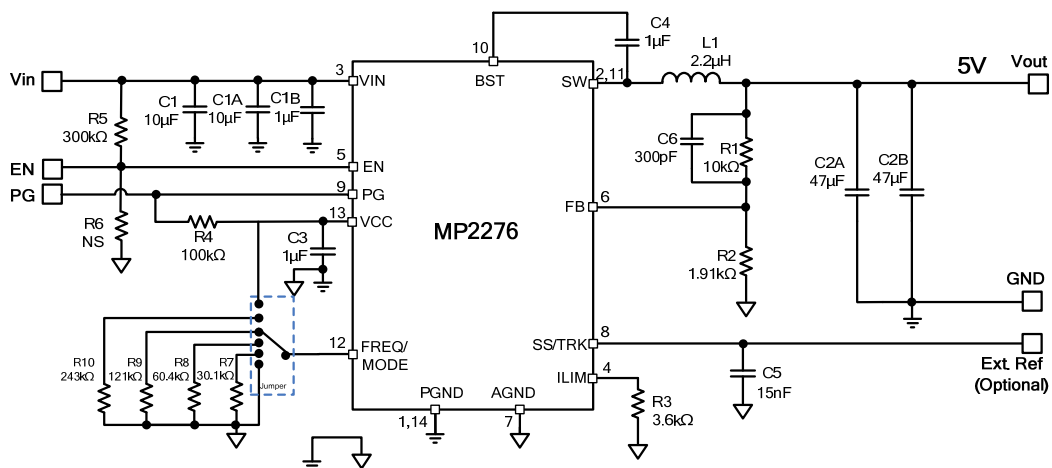 10
BST
C4
1µF
L1
2.2µH
5V
Vout
Vin
3
VIN
SW
2,11
C1
10µF
C1A
10µF
C1B
1µF
R5
300kΩ
C6
300pF
R1
10kΩ
C2A
47µF
C2B
47µF
EN
5
EN
PG
9
PG
6
FB
R6
NS
R4
100kΩ
13
VCC
C3
1µF
MP2276
R2
1.91kΩ
GND
12
FREQ/
MODE
8
SS/TRK
Ext. Ref
(Optional)
R10
243kΩ
R9
121kΩ
R8
60.4kΩ
R7
30.1kΩ
Jumper
4
ILIM
C5
15nF
R3
3.6kΩ
PGND
1,14
AGND
7